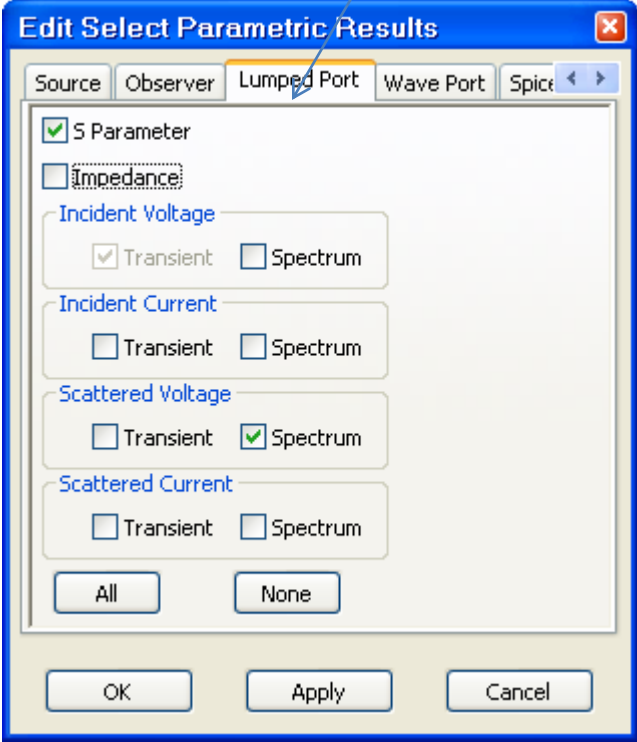 Edit Select Parametric Results
Source Observer Lumped Port Wave Port Spice
S Parameter
Impedance
Incident Voltage
Transient Spectrum
Incident Current
Transient Spectrum
Scattered Voltage
Transient Spectrum
Scattered Current
Transient Spectrum
All None
OK Apply Cancel